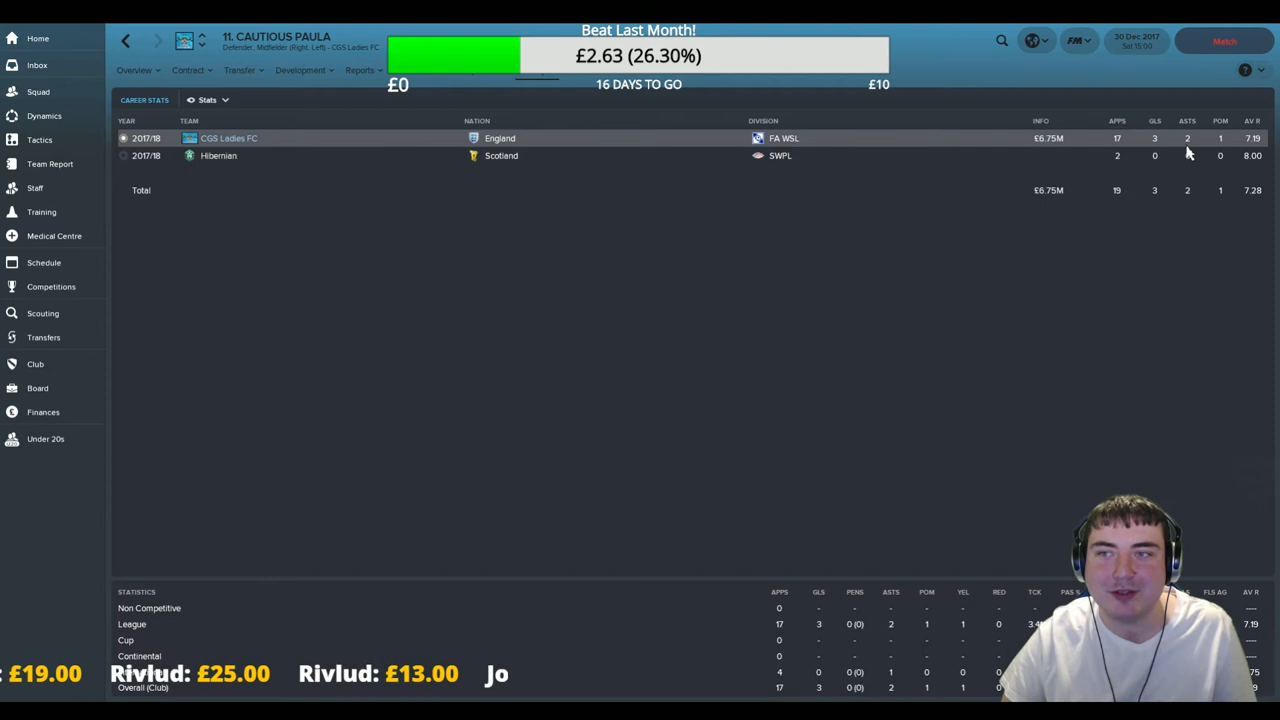 Beat Last Month!
£2.63 (26.30%)
£0
16 DAYS TO GO
£10
11. CAUTIOUS PAULA
Defender, Midfielder (Right, Left) - CGS Ladies FC
FM
30 Dec 2017
Sat 15:00
Match
Overview
Contract
Transfer
Development
Reports
Home
Inbox
Squad
Dynamics
Tactics
Team Report
Staff
Training
Medical Centre
Schedule
Competitions
Scouting
Transfers
Club
Board
Finances
Under 20s
CAREER STATS Stats
YEAR TEAM NATION DIVISION INFO APPS GLS ASTS POM AV R
2017/18 CGS Ladies FC England FA WSL £6.75M 17 3 2 1 7.19
2017/18 Hibernian Scotland SWPL 2 0 0 8.00
Total £6.75M 19 3 2 1 7.28
STATISTICS APPS GLS PENS ASTS POM YEL RED TCK PAS % FLS AG AV R
Non Competitive 0 - - - - - - - ----
League 17 3 0 (0) 2 1 1 0 7.19
Cup 0 - - - - - - - ----
Continental 0 - - - - - - - ----
4 0 0 (0) 1 0 0 0
Overall (Club) 17 3 0 (0) 2 1 1 0
£19.00 Rivlud: £25.00 Rivlud: £13.00 Jo